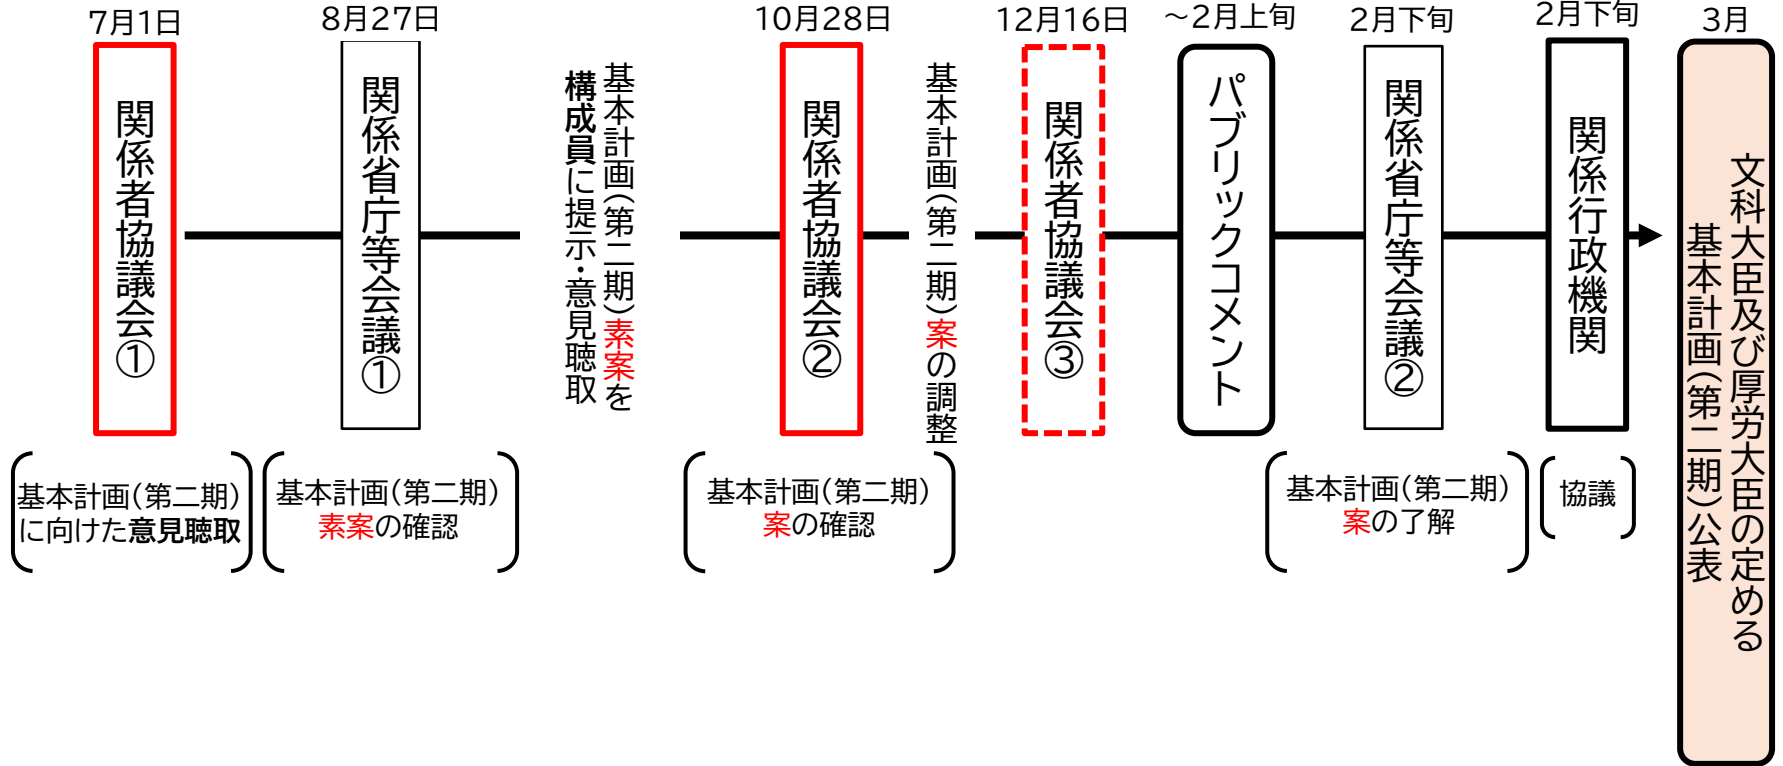 7月1日
8月27日
10月28日
12月16日
～2月上旬
2月下旬
2月下旬
3月
関係者協議会①
関係省庁等会議①
基本計画(第二期)素案を
構成員に提示・意見聴取
関係者協議会②
基本計画(第二期)案の調整
関係者協議会③
パブリックコメント
関係省庁等会議②
関係行政機関
文科大臣及び厚労大臣の定める
基本計画(第二期)公表
基本計画(第二期)
に向けた意見聴取
基本計画(第二期)
素案の確認
基本計画(第二期)
案の確認
基本計画(第二期)
案の了解
協議